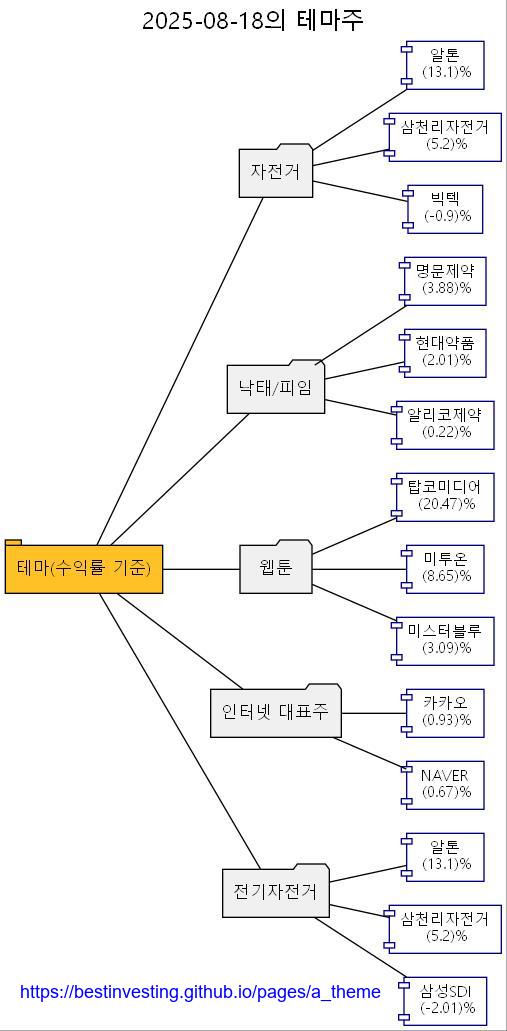 2025-08-18의 테마주
알톤
(13.1)%
삼천리자전거
(5.2)%
자전거
빅텍
(-0.9)%
명문제약
(3.88)%
현대약품
(2.01)%
낙태/피임
알리코제약
(0.22)%
탑코미디어
(20.47)%
테마(수익률 기준)
웹툰
미투온
(8.65)%
미스터블루
(3.09)%
인터넷 대표주
카카오
(0.93)%
NAVER
(0.67)%
알톤
(13.1)%
전기자전거
삼천리자전거
(5.2)%
삼성SDI
(-2.01)%
https://bestinvesting.github.io/pages/a_theme